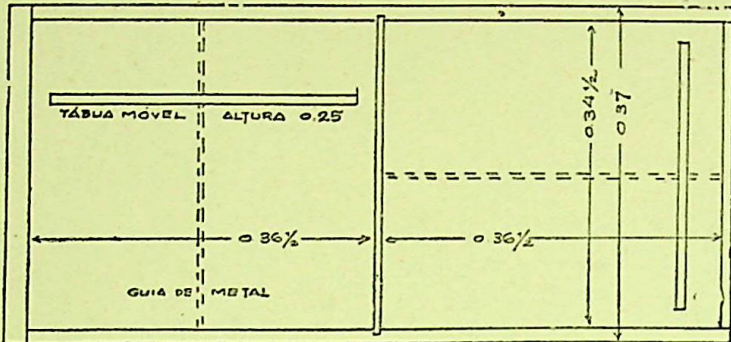 TÁBUA MÓVEL ALTURA 0.25
0 36½
0 36½
0 34½
0 37
GUIA DE METAL